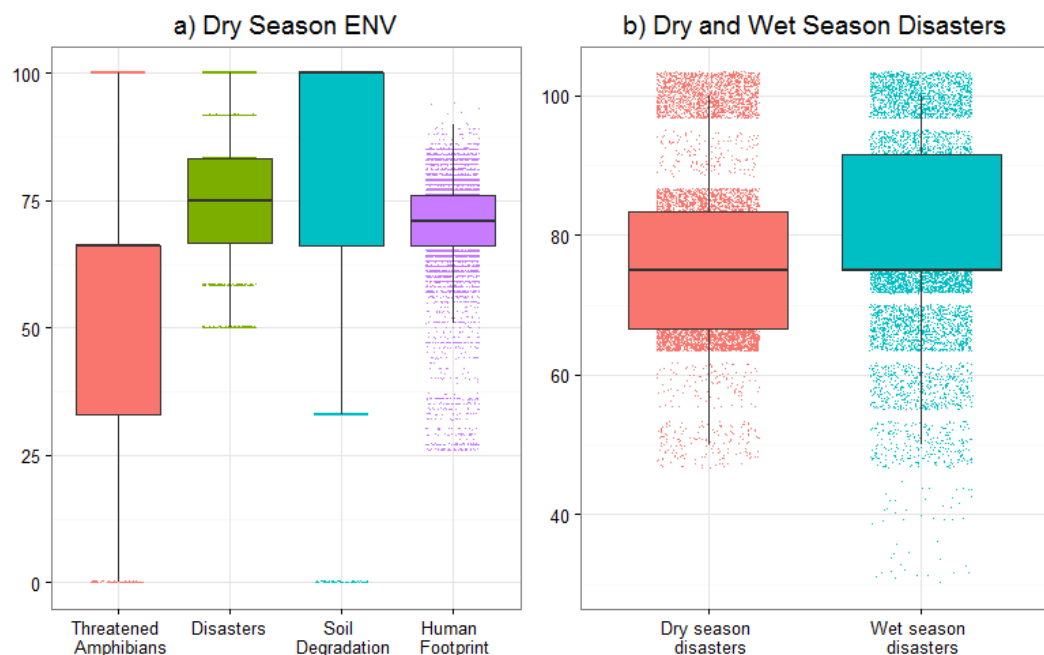 a) Dry Season ENV
100
75
50
25
0
Threatened Amphibians
Disasters
Soil Degradation
Human Footprint
b) Dry and Wet Season Disasters
100
80
60
40
Dry season disasters
Wet season disasters